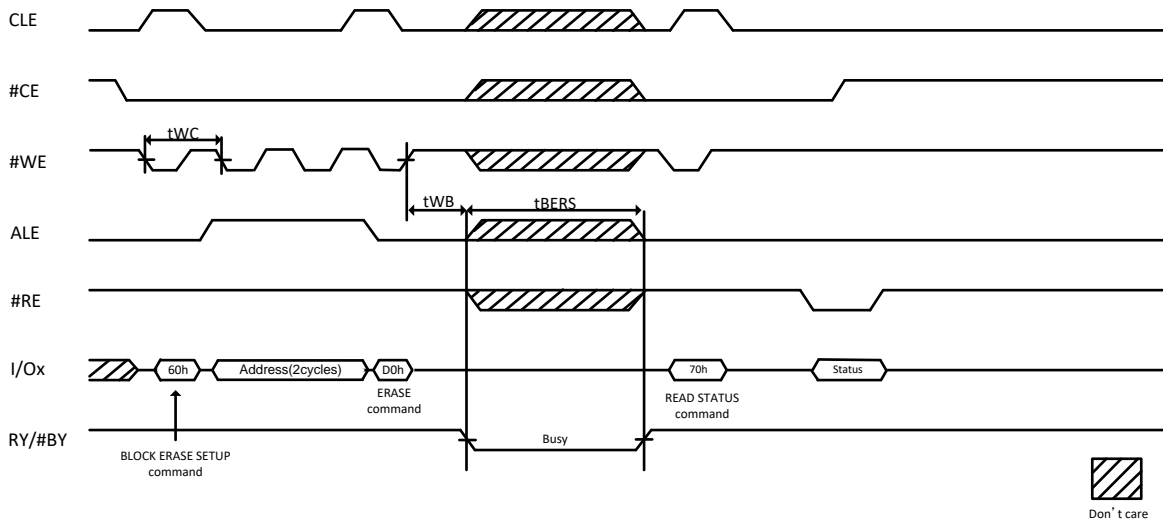 CLE
#CE
tWC
#WE
tWB
tBERS
ALE
#RE
I/Ox
60h
Address(2cycles)
D0h
70h
Status
ERASE
command
READ STATUS
command
RY/#BY
Busy
BLOCK ERASE SETUP
command
Don’t care